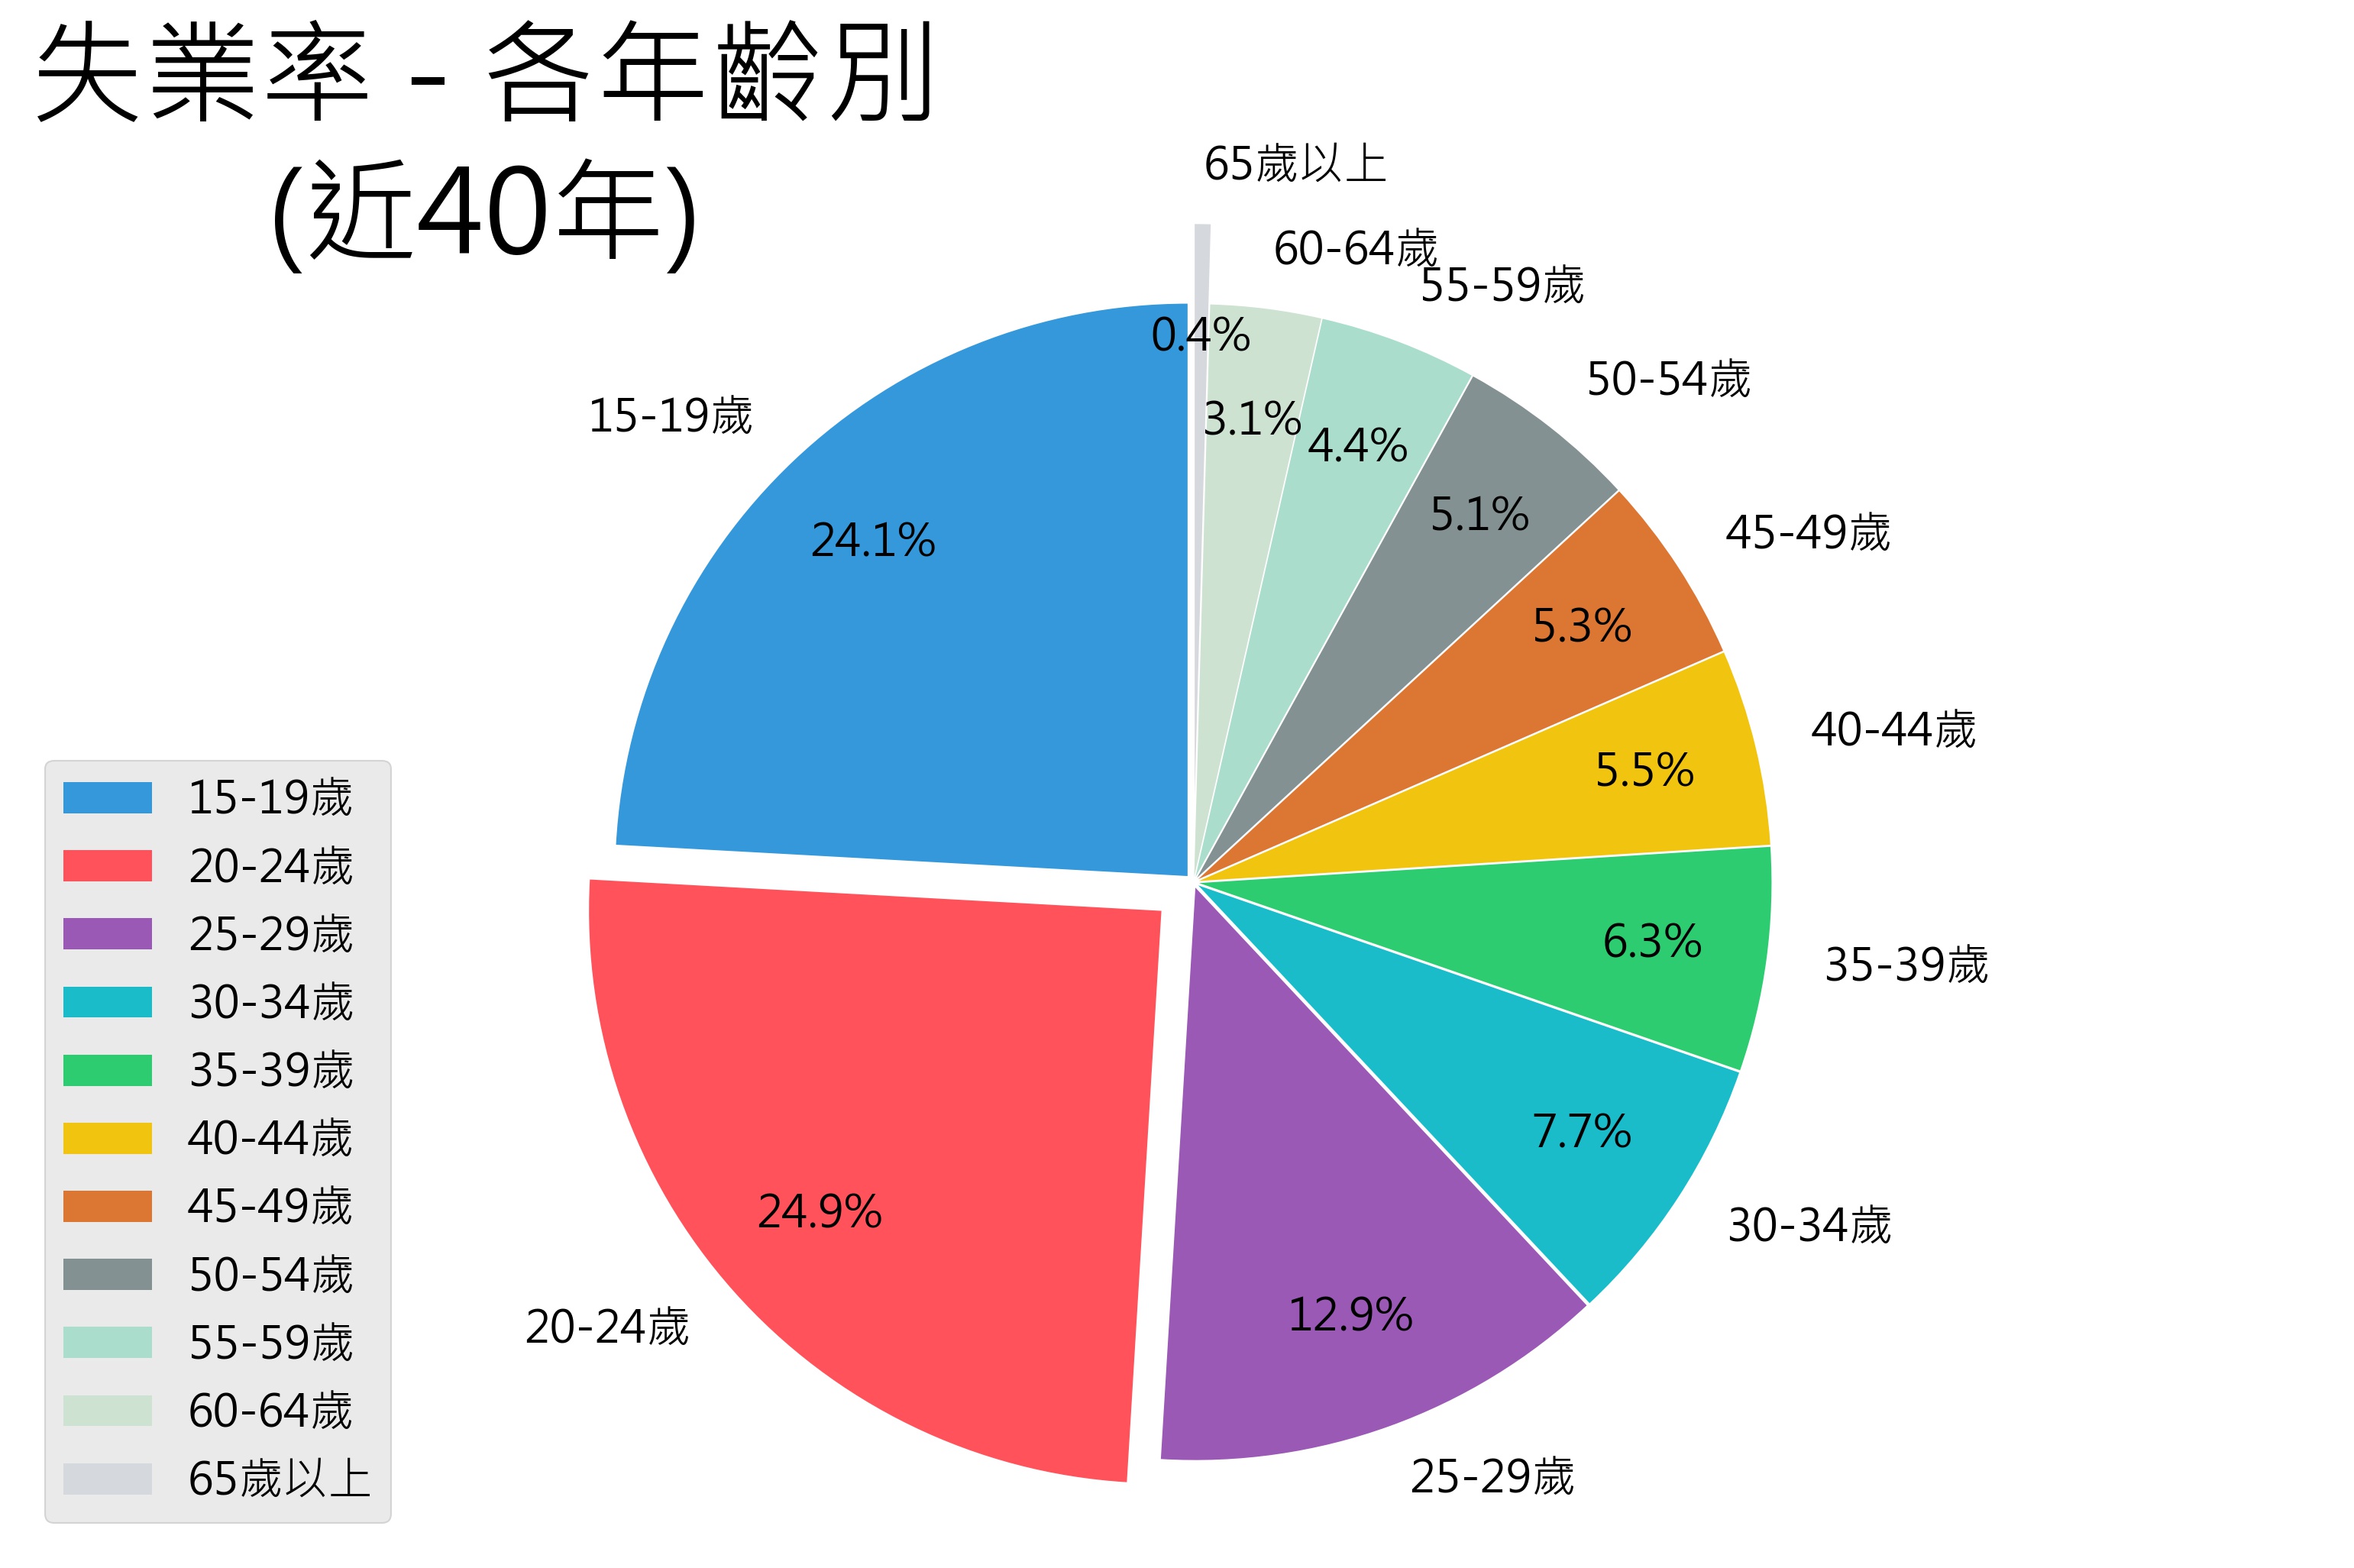 失業率 - 各年齡別
(近40年)
65歲以上
60-64歲
55-59歲
50-54歲
45-49歲
40-44歲
35-39歲
30-34歲
25-29歲
20-24歲
15-19歲
0.4%
3.1%
4.4%
5.1%
5.3%
5.5%
6.3%
7.7%
12.9%
24.9%
24.1%
15-19歲
20-24歲
25-29歲
30-34歲
35-39歲
40-44歲
45-49歲
50-54歲
55-59歲
60-64歲
65歲以上